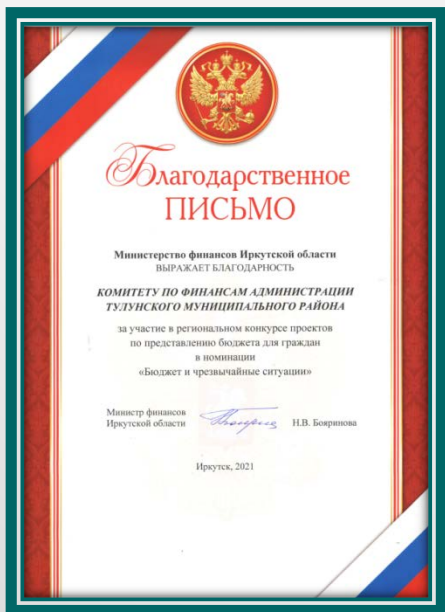 Благодарственное
ПИСЬМО
Министерство финансов Иркутской области
ВЫРАЖАЕТ БЛАГОДАРНОСТЬ
КОМИТЕТУ ПО ФИНАНСАМ АДМИНИСТРАЦИИ
ТУЛУНСКОГО МУНИЦИПАЛЬНОГО РАЙОНА
за участие в региональном конкурсе проектов
по представлению бюджета для граждан
в номинации
«Бюджет и чрезвычайные ситуации»
Министр финансов
Иркутской области
Н.В. Бояринова
Иркутск, 2021